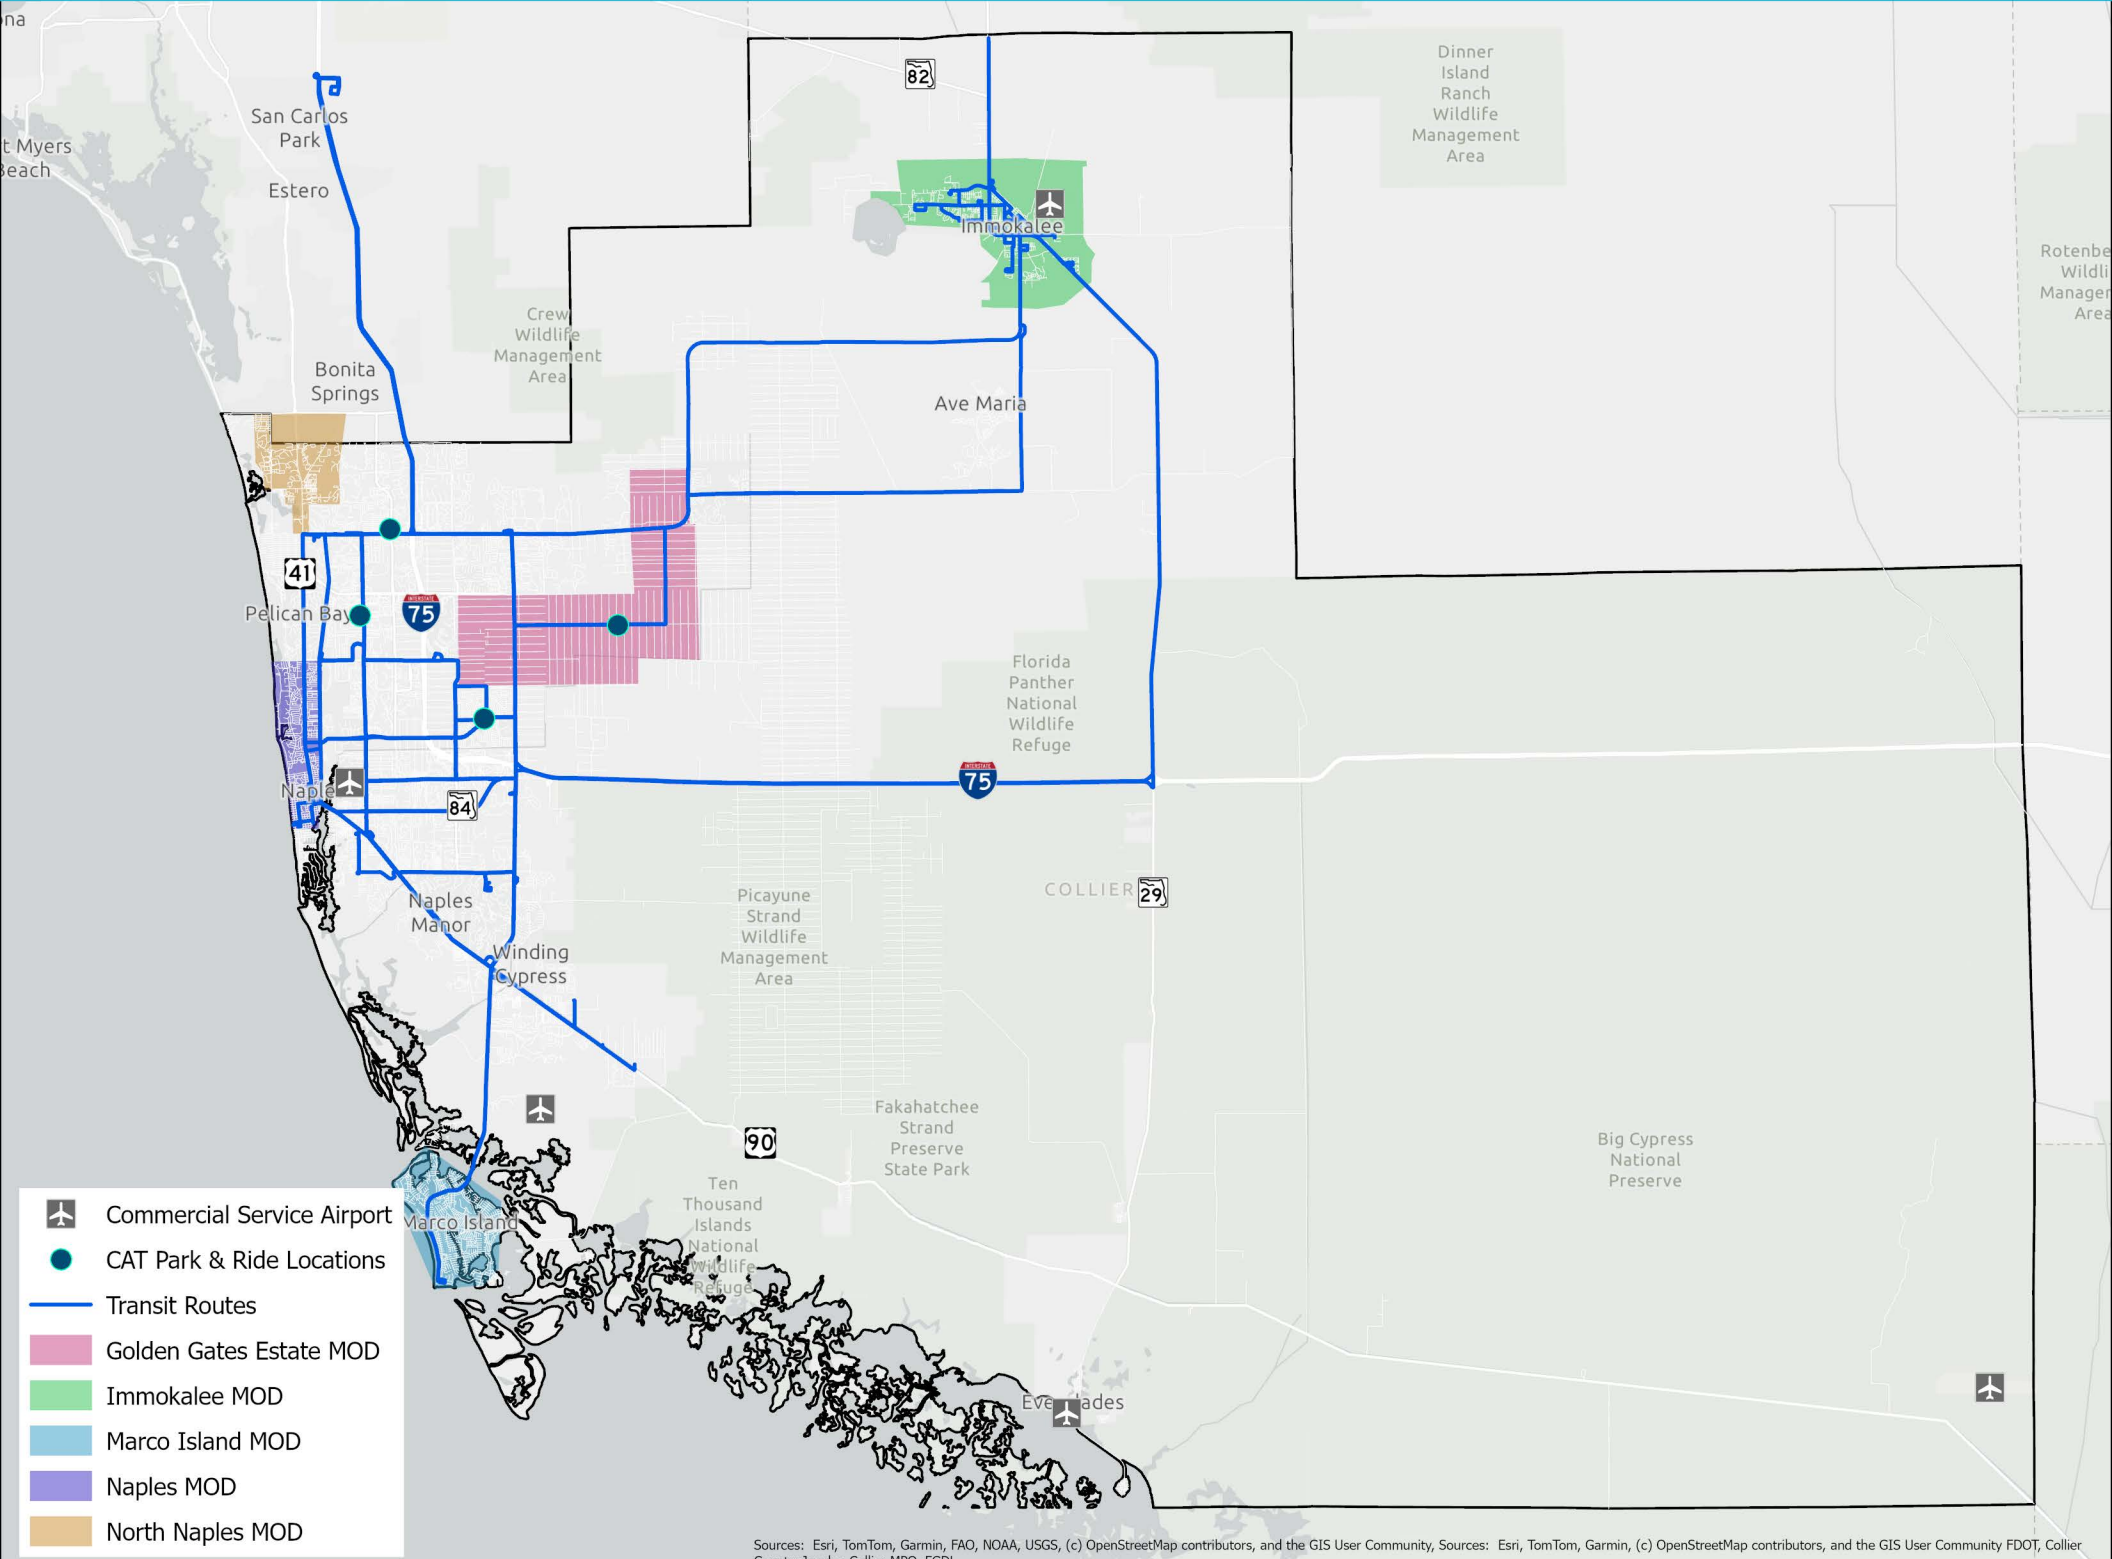 ona
82
Dinner
Island
Ranch
Wildlife
Management
Area
San Carlos
Park
t Myers
Beach
Estero
Immokalee
Rotenbe
Wildli
Manager
Area
Crew
Wildlife
Management
Area
Bonita
Springs
Ave Maria
41
Pelican Bay
INTERSTATE
75
Florida
Panther
National
Wildlife
Refuge
INTERSTATE
75
Naple
84
COLLIER
29
Picayune
Strand
Wildlife
Management
Area
Naples
Manor
Winding
Cypress
90
Fakahatchee
Strand
Preserve
State Park
Big Cypress
National
Preserve
Ten
Thousand
Islands
National
Wildlife
Refuge
Marco Island
Eve ades
Commercial Service Airport
CAT Park & Ride Locations
Transit Routes
Golden Gates Estate MOD
Immokalee MOD
Marco Island MOD
Naples MOD
North Naples MOD
Sources: Esri, TomTom, Garmin, FAO, NOAA, USGS, (c) OpenStreetMap contributors, and the GIS User Community, Sources: Esri, TomTom, Garmin, (c) OpenStreetMap contributors, and the GIS User Community FDOT, Collier